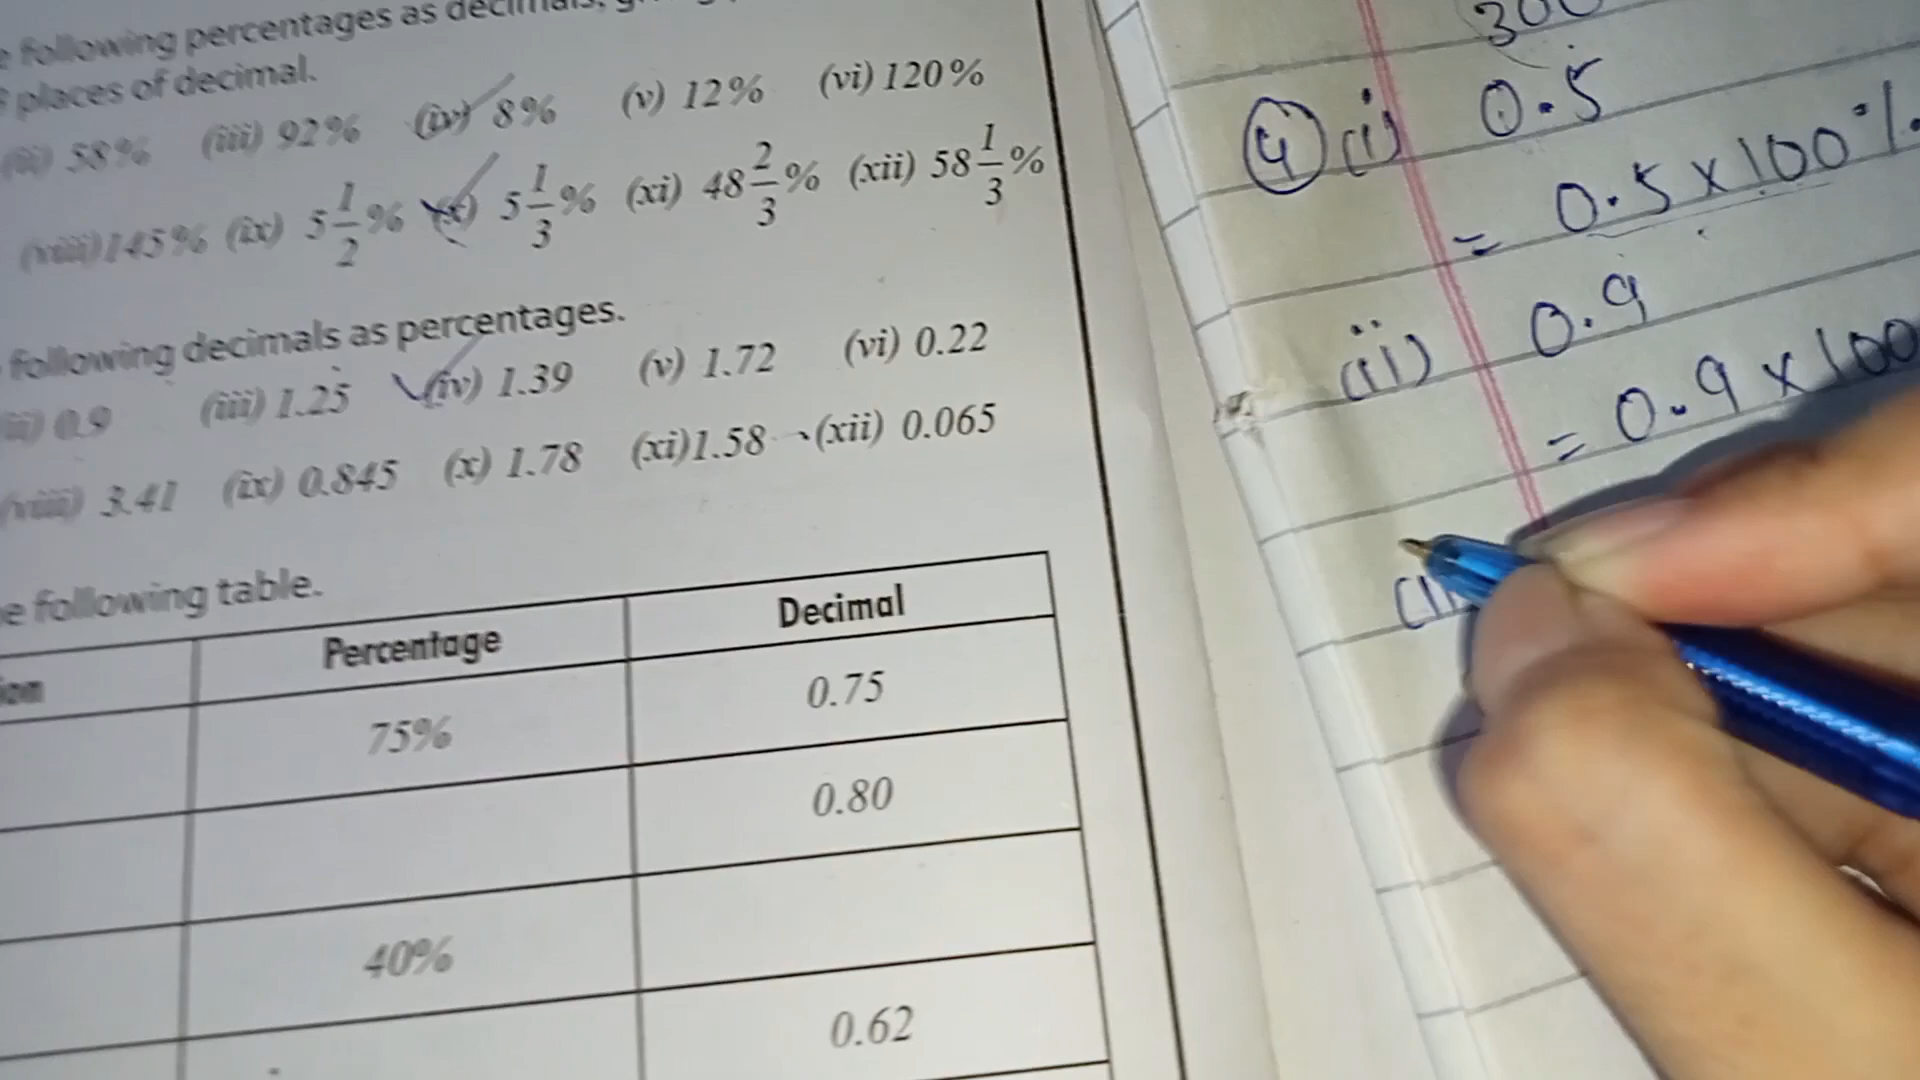 following percentages as decimals,
places of decimal.
(ii) 58% (iii) 92% (iv) 8% (v) 12% (vi) 120%
(viii) 145% (ix) 5 1/2 % (x) 5 1/3 % (xi) 48 2/3 % (xii) 58 1/3 %
following decimals as percentages.
(ii) 0.9 (iii) 1.25 (iv) 1.39 (v) 1.72 (vi) 0.22
(viii) 3.41 (ix) 0.845 (x) 1.78 (xi) 1.58 (xii) 0.065
following table.
Percentage Decimal
75% 0.75
0.80
40%
0.62
300
4 (i) 0.5
= 0.5 x 100 %
(ii) 0.9
= 0.9 x 100